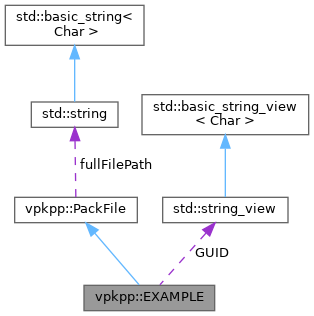 std::basic_string<
Char >
std::string
std::basic_string_view
< Char >
fullFilePath
vpkpp::PackFile
std::string_view
GUID
vpkpp::EXAMPLE